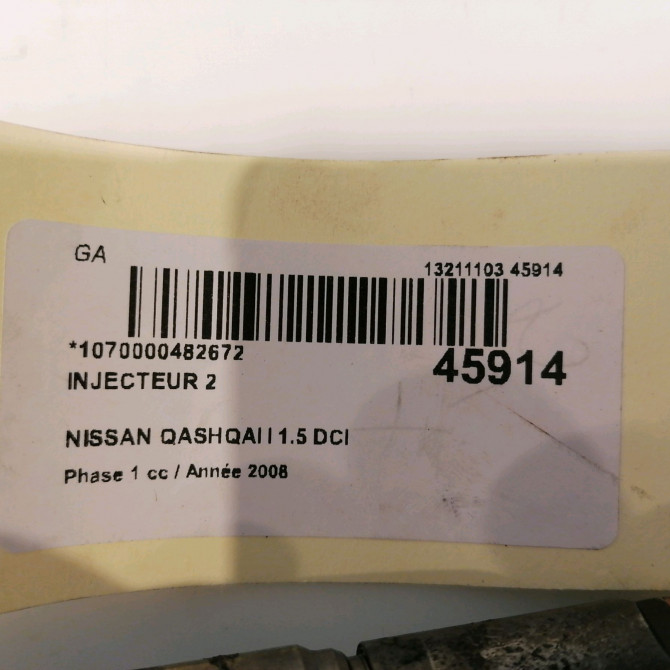 GA
13211103 45914
*1070000482672
45914
INJECTEUR 2
NISSAN QASHQAI I 1.5 DCI
Phase 1 cc / Année 2008